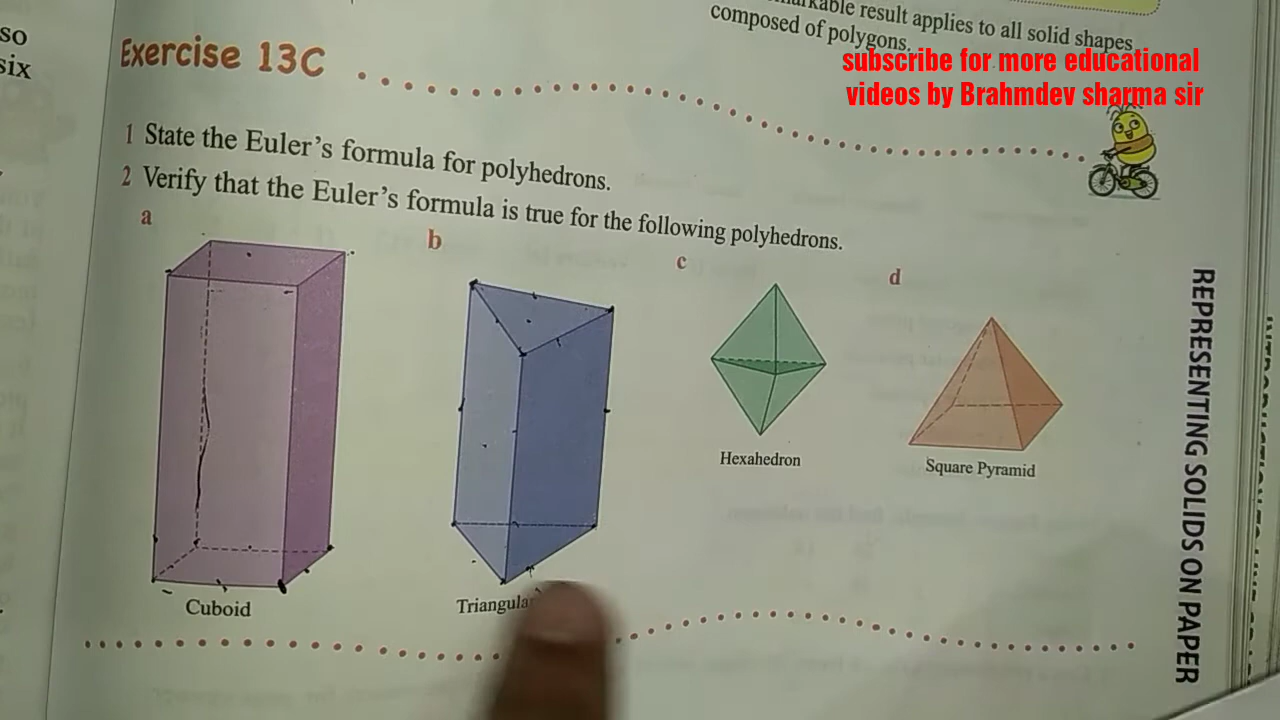 so
six
rkable result applies to all solid shapes
composed of polygons.
subscribe for more educational
videos by Brahmdev sharma sir
Exercise 13C
1 State the Euler's formula for polyhedrons.
2 Verify that the Euler's formula is true for the following polyhedrons.
a
b
c
d
Cuboid
Triangula
Hexahedron
Square Pyramid
REPRESENTING SOLIDS ON PAPER